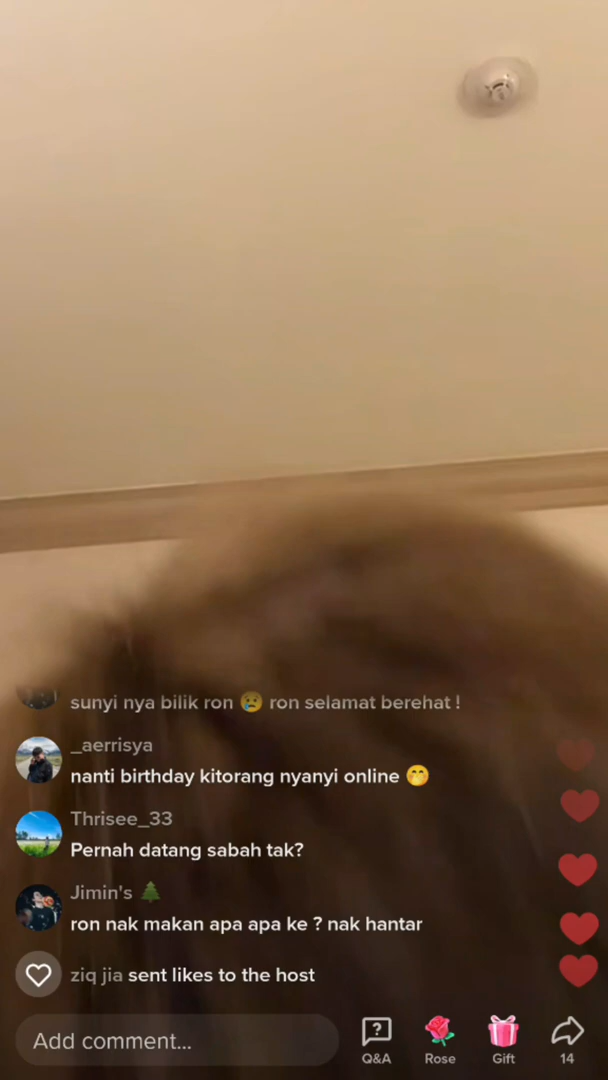 sunyi nya bilik ron 😢 ron selamat berehat !
_aerrisya
nanti birthday kitorang nyanyi online 🤭
Thrisee_33
Pernah datang sabah tak?
Jimin's 🌲
ron nak makan apa apa ke ? nak hantar
ziq jia sent likes to the host
Add comment...
Q&A
Rose
Gift
14